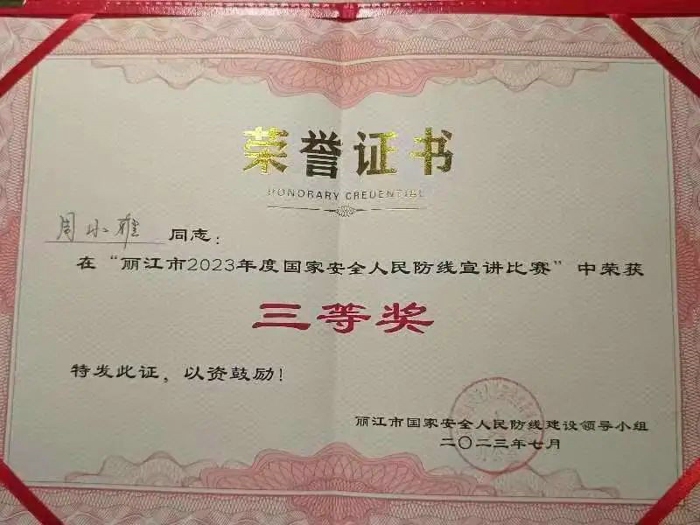 荣誉证书
HONORARY CREDENTIAL
周小雅 同志：
在“丽江市2023年度国家安全人民防线宣讲比赛”中荣获
三等奖
特发此证，以资鼓励！
丽江市国家安全人民防线建设领导小组
二〇二三年七月